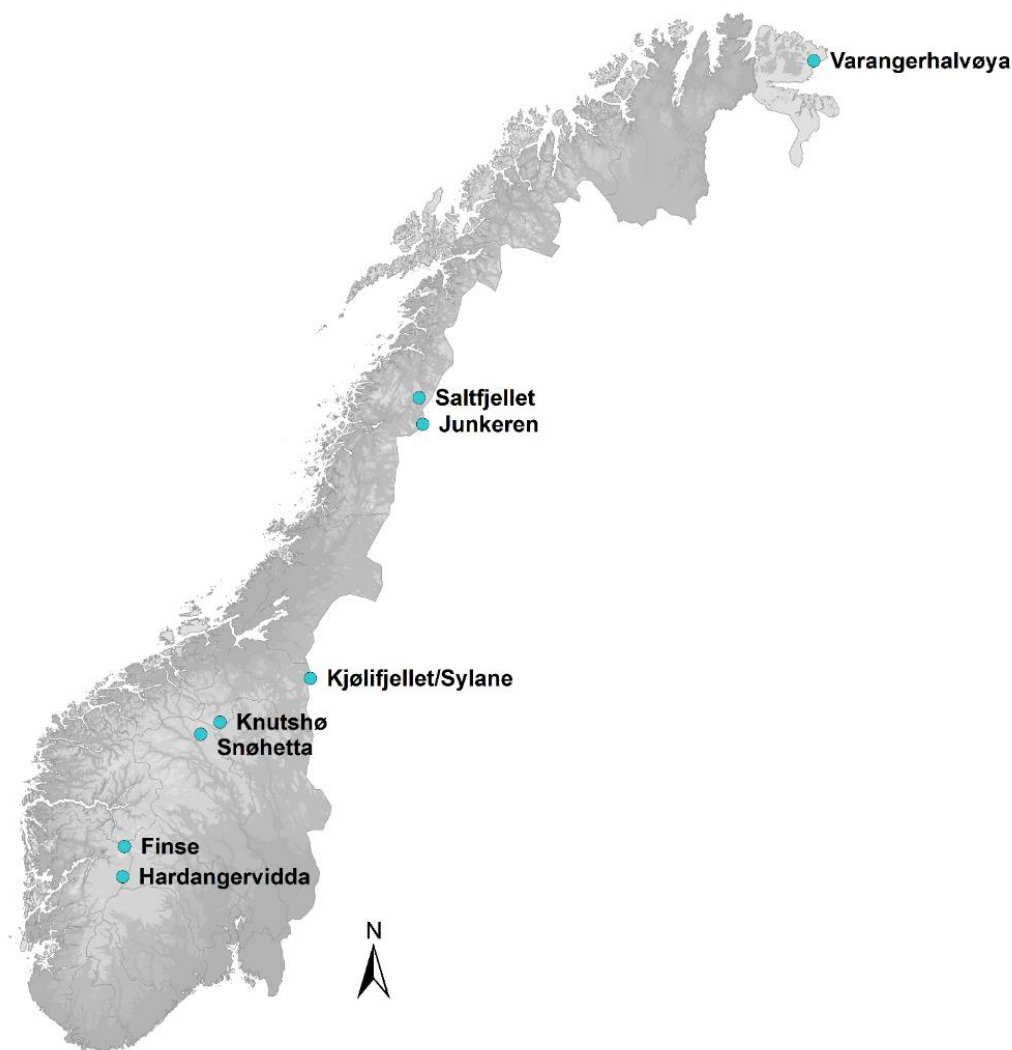 Varangerhalvøya
Saltfjellet
Junkeren
Kjølifjellet/Sylane
Knutshø
Snøhetta
Finse
Hardangervidda
N